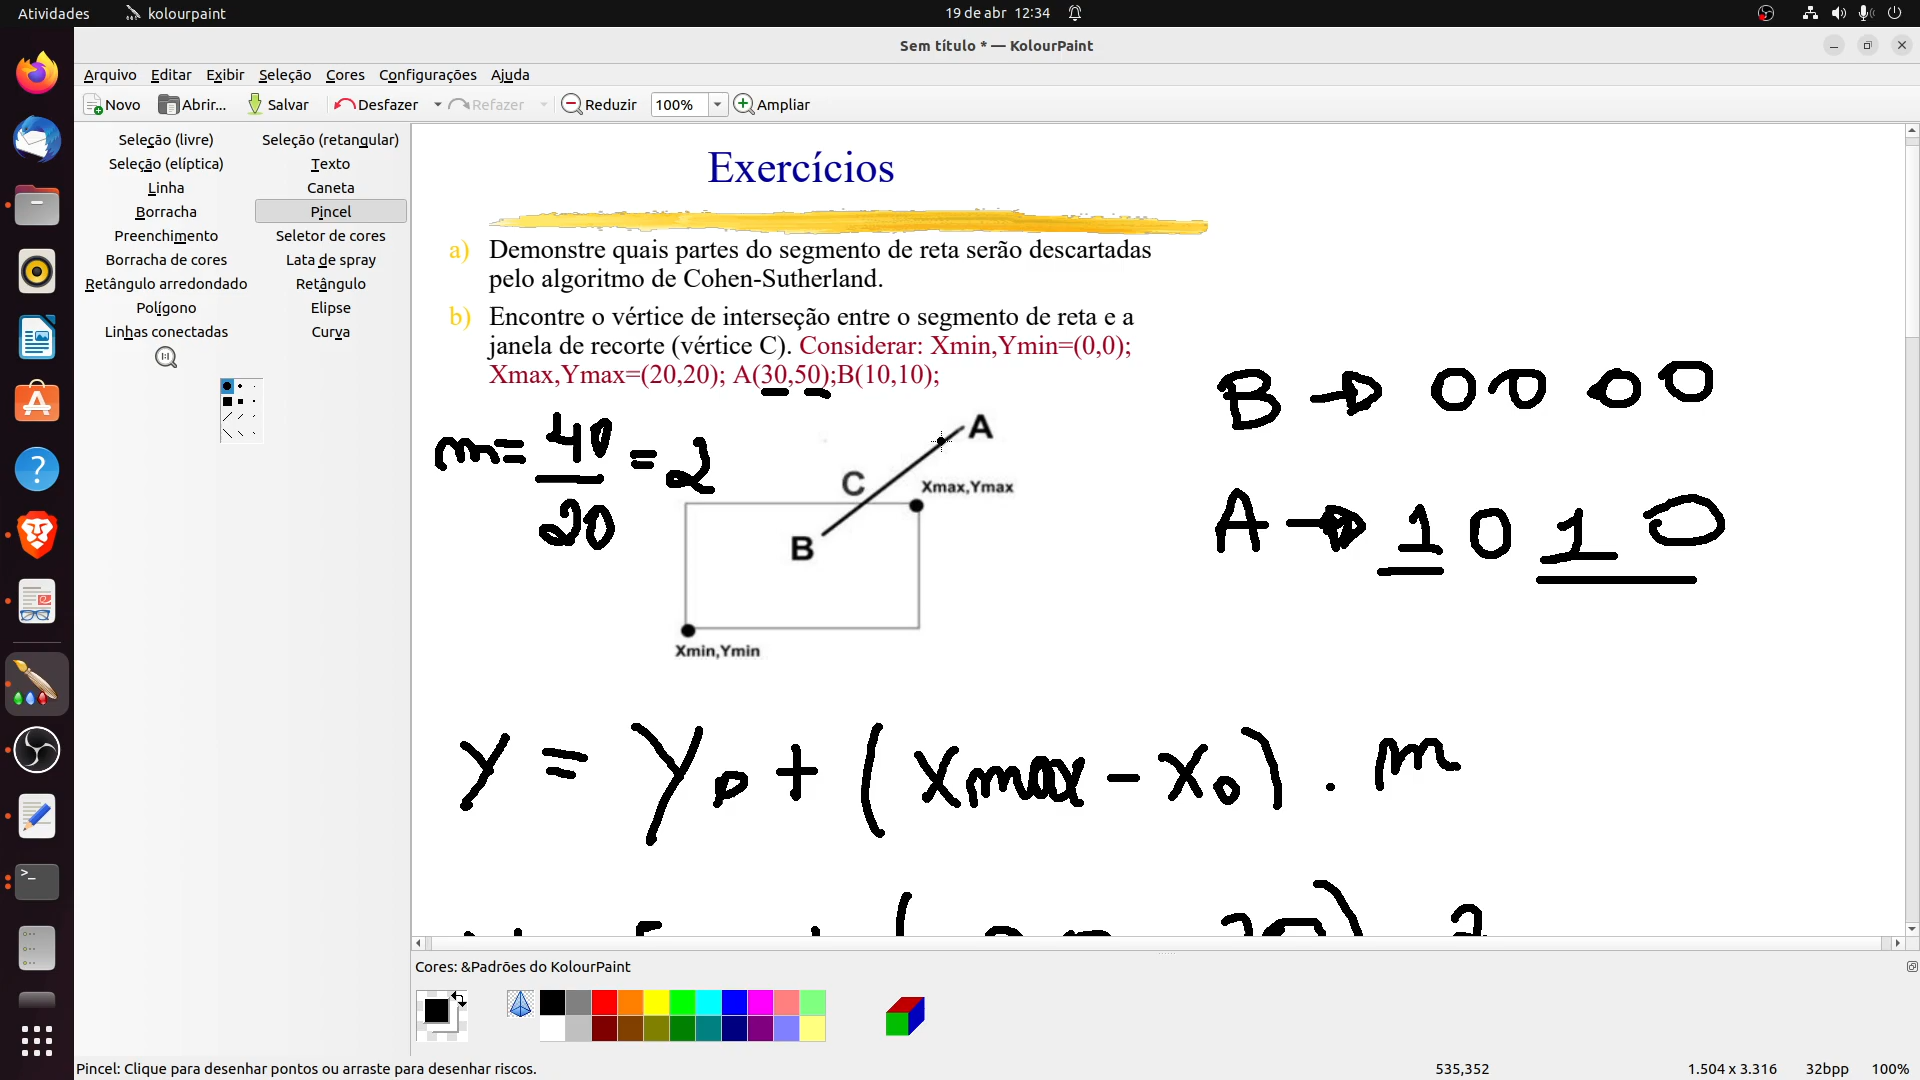 Atividades kolourpaint 19 de abr 12:34
Sem título * — KolourPaint
Arquivo Editar Exibir Seleção Cores Configurações Ajuda
Novo Abrir... Salvar Desfazer Refazer Reduzir 100% Ampliar
Seleção (livre) Seleção (retangular)
Seleção (elíptica) Texto
Linha Caneta
Borracha Pincel
Preenchimento Seletor de cores
Borracha de cores Lata de spray
Retângulo arredondado Retângulo
Polígono Elipse
Linhas conectadas Curva
Exercícios
a) Demonstre quais partes do segmento de reta serão descartadas
pelo algoritmo de Cohen-Sutherland.
b) Encontre o vértice de interseção entre o segmento de reta e a
janela de recorte (vértice C). Considerar: Xmin,Ymin=(0,0);
Xmax,Ymax=(20,20); A(30,50);B(10,10);
B → 00 00
m= 40/20 = 2
A
C
Xmax,Ymax
B
A → 1 0 1 0
Xmin,Ymin
y = y0 + (xmax - x0) . m
Cores: &Padrões do KolourPaint
Pincel: Clique para desenhar pontos ou arraste para desenhar riscos. 535,352 1.504 x 3.316 32bpp 100%